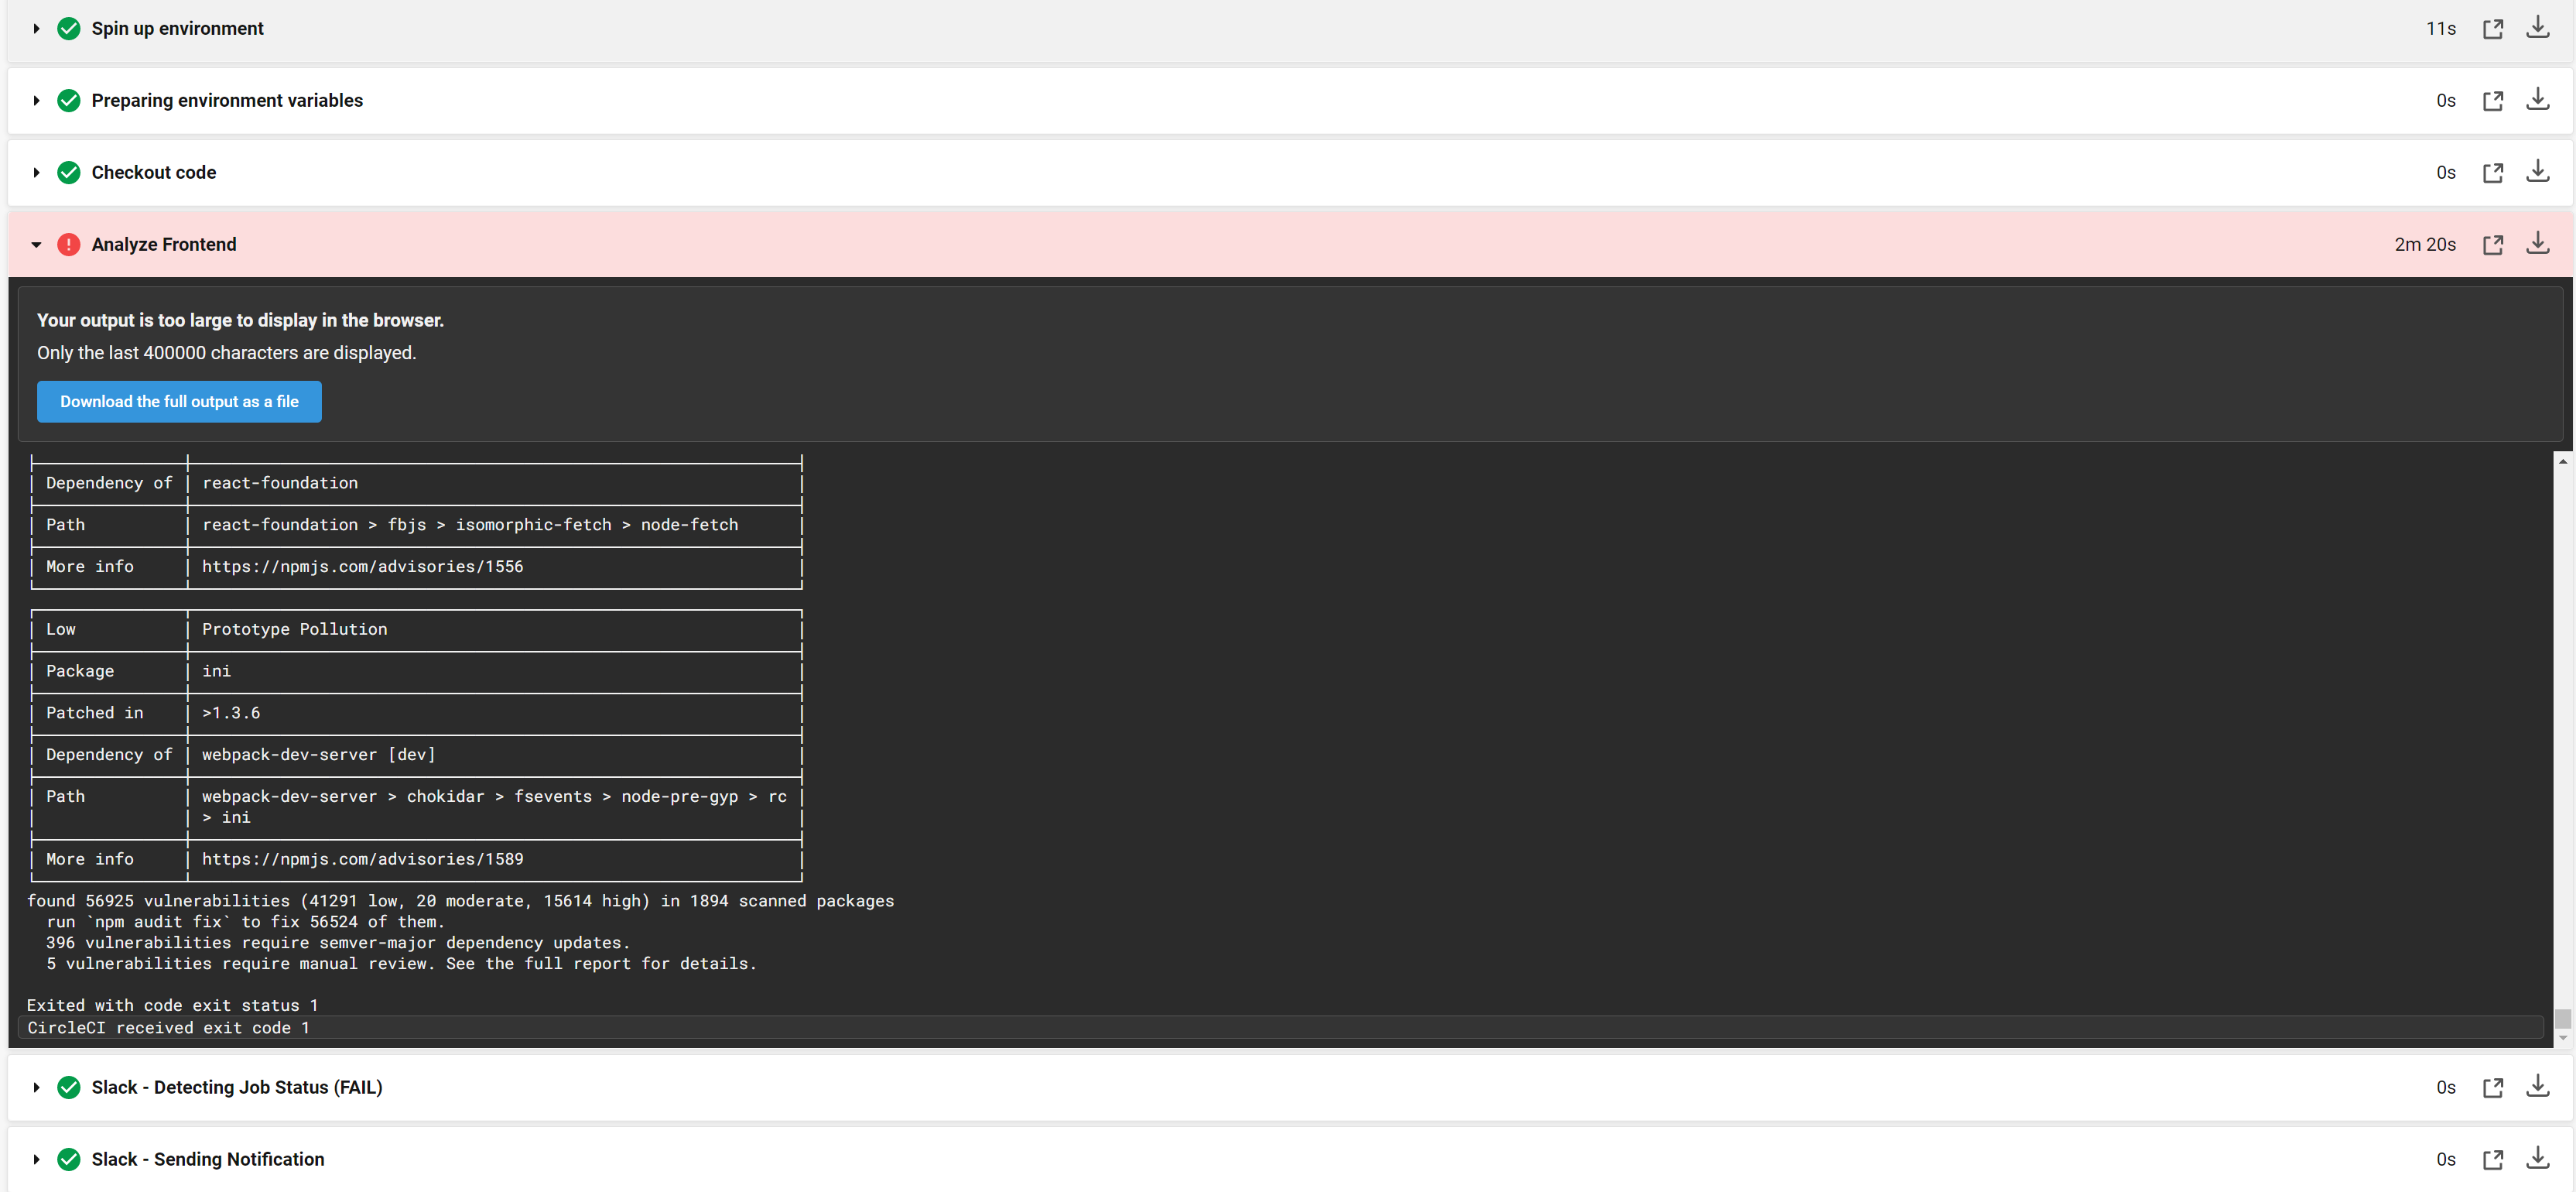 Spin up environment 11s
Preparing environment variables 0s
Checkout code 0s
Analyze Frontend 2m 20s
Your output is too large to display in the browser.
Only the last 400000 characters are displayed.
Download the full output as a file
Dependency of react-foundation
Path react-foundation > fbjs > isomorphic-fetch > node-fetch
More info https://npmjs.com/advisories/1556
Low Prototype Pollution
Package ini
Patched in >1.3.6
Dependency of webpack-dev-server [dev]
Path webpack-dev-server > chokidar > fsevents > node-pre-gyp > rc
> ini
More info https://npmjs.com/advisories/1589
found 56925 vulnerabilities (41291 low, 20 moderate, 15614 high) in 1894 scanned packages
run `npm audit fix` to fix 56524 of them.
396 vulnerabilities require semver-major dependency updates.
5 vulnerabilities require manual review. See the full report for details.
Exited with code exit status 1
CircleCI received exit code 1
Slack - Detecting Job Status (FAIL) 0s
Slack - Sending Notification 0s